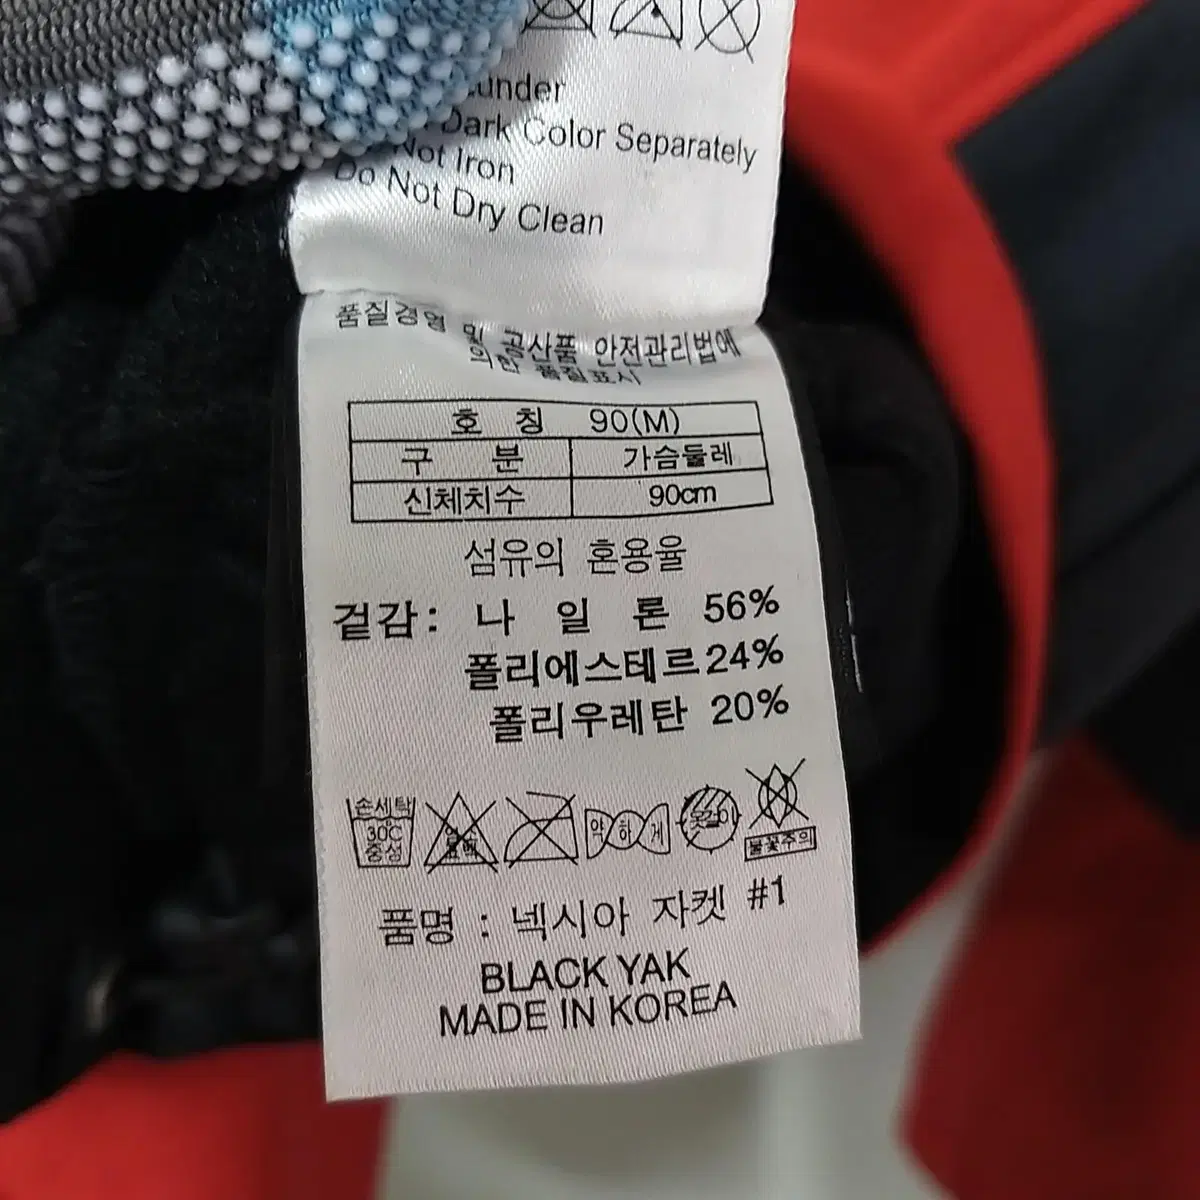 Dark Color Separately
Not Iron
Do Not Dry Clean
품질경영 및 공산품 안전관리법에
의한 품질표시
호 칭 90(M)
구 분 가슴둘레
신체치수 90cm
섬유의 혼용율
겉감: 나 일 론 56%
폴리에스테르24%
폴리우레탄 20%
손세탁
30℃
중성
약하게
옷걸이
불꽃주의
품명 : 넥시아 자켓 #1
BLACK YAK
MADE IN KOREA